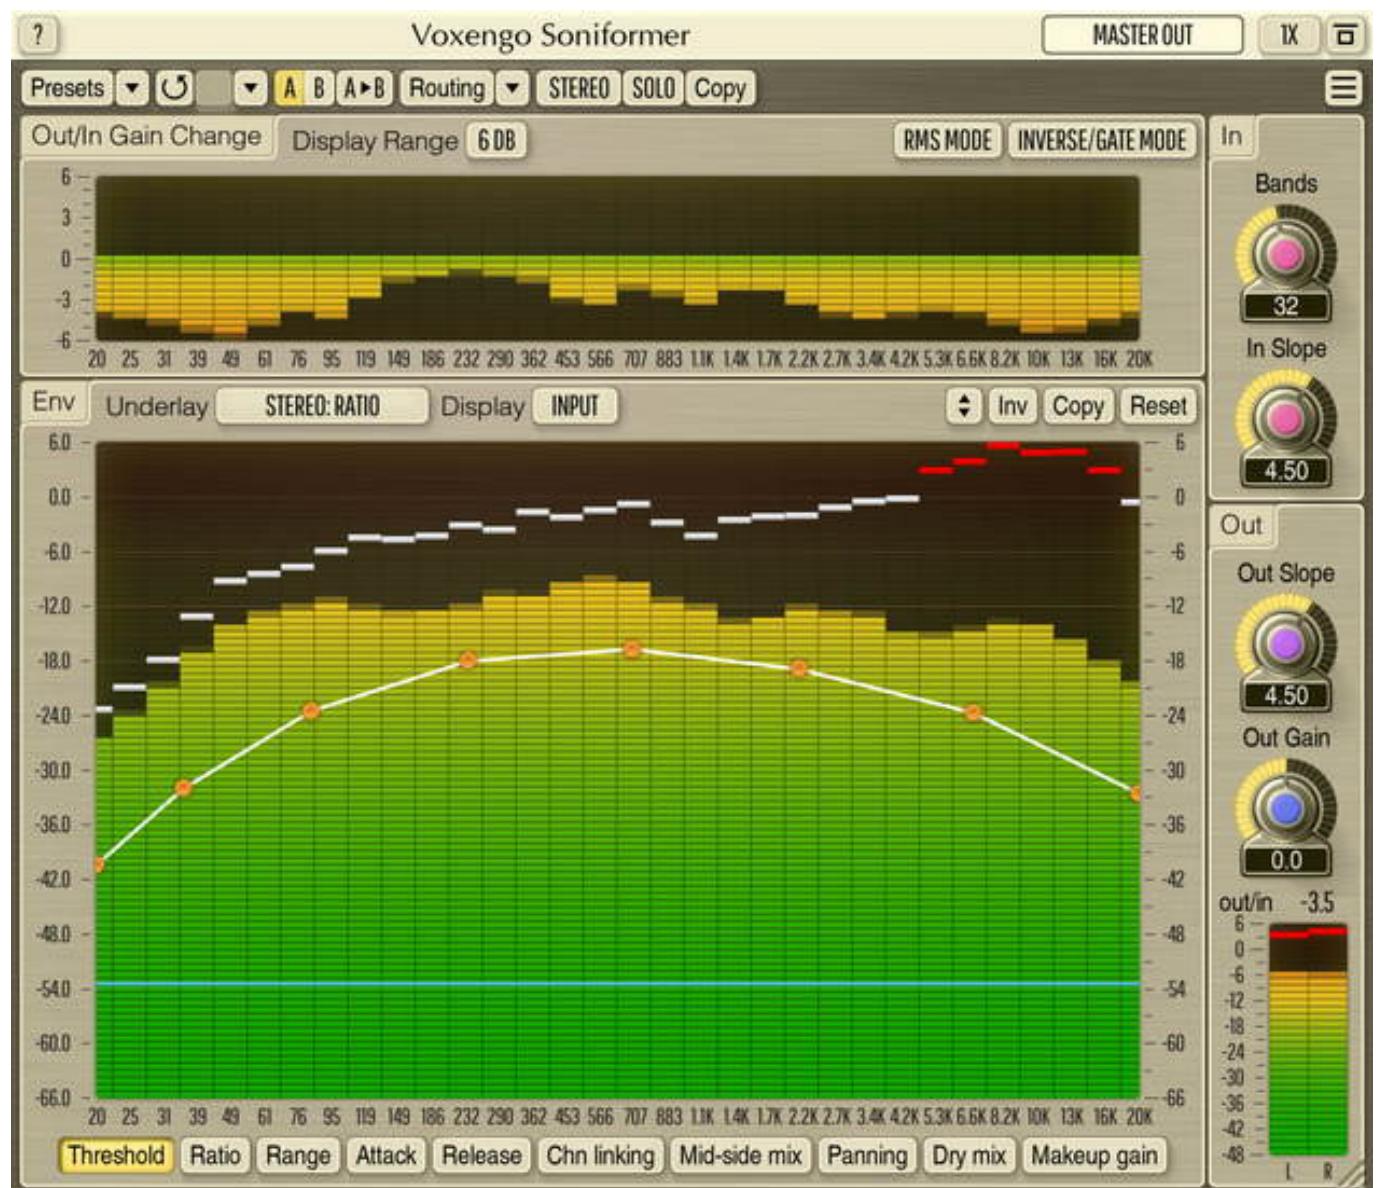 ? Voxengo Soniformer MASTER OUT 1X
Presets A B A▸B Routing STEREO SOLO Copy
Out/In Gain Change Display Range 6 DB RMS MODE INVERSE/GATE MODE
6
3
0
-3
-6
20 25 31 39 49 61 76 95 119 149 186 232 290 362 453 566 707 883 1.1K 1.4K 1.7K 2.2K 2.7K 3.4K 4.2K 5.3K 6.6K 8.2K 10K 13K 16K 20K
In
Bands
32
In Slope
4.50
Env Underlay STEREO: RATIO Display INPUT Inv Copy Reset
6.0 6
0.0 0
-6.0 -6
-12.0 -12
-18.0 -18
-24.0 -24
-30.0 -30
-36.0 -36
-42.0 -42
-48.0 -48
-54.0 -54
-60.0 -60
-66.0 -66
20 25 31 39 49 61 76 95 119 149 186 232 290 362 453 566 707 883 1.1K 1.4K 1.7K 2.2K 2.7K 3.4K 4.2K 5.3K 6.6K 8.2K 10K 13K 16K 20K
Threshold Ratio Range Attack Release Chn linking Mid-side mix Panning Dry mix Makeup gain
Out
Out Slope
4.50
Out Gain
0.0
out/in -3.5
6
0
-6
-12
-18
-24
-30
-36
-42
-48
L R